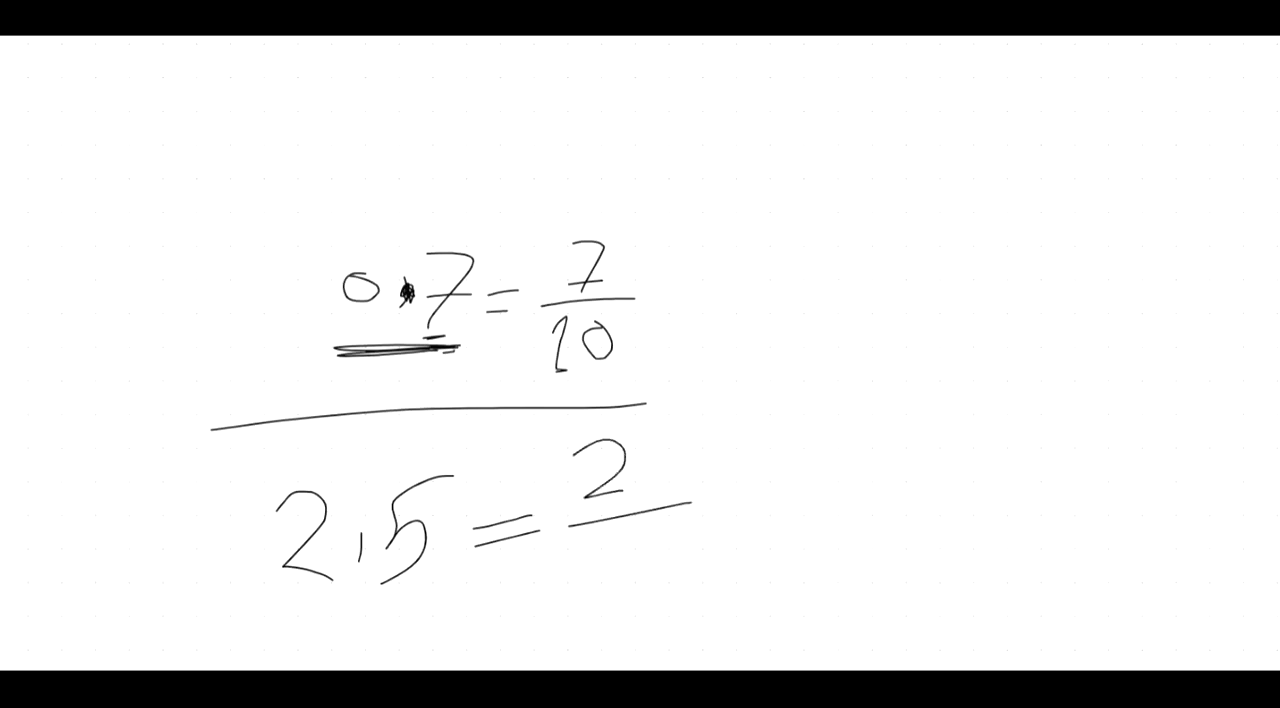 0.7 = 7/10
2,5 = 2/